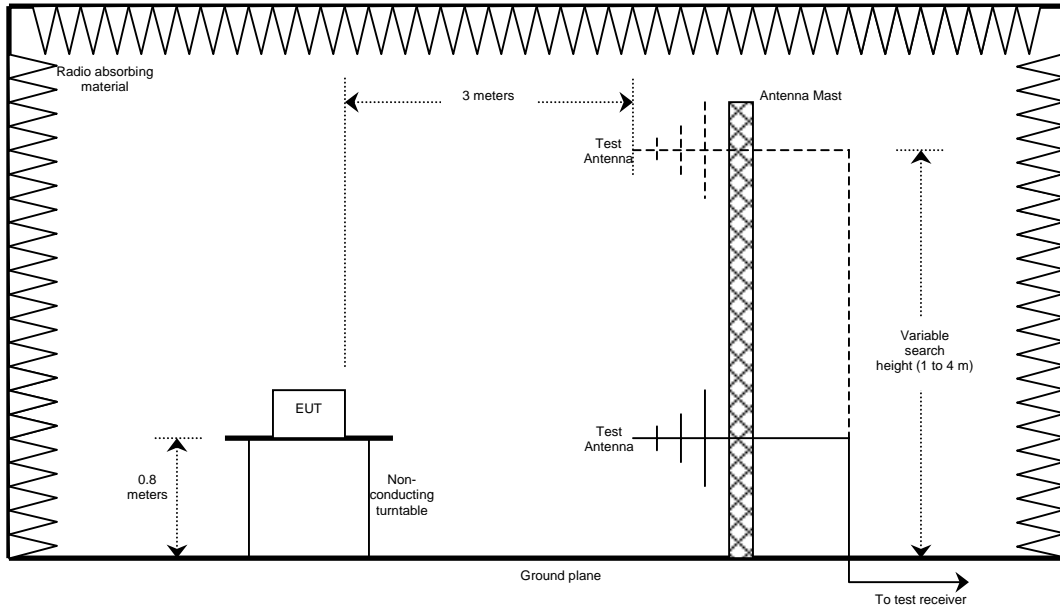 Radio absorbing
material
3 meters
Antenna Mast
Test
Antenna
Variable
search
height (1 to 4 m)
EUT
Test
Antenna
0.8
meters
Non-
conducting
turntable
Ground plane
To test receiver